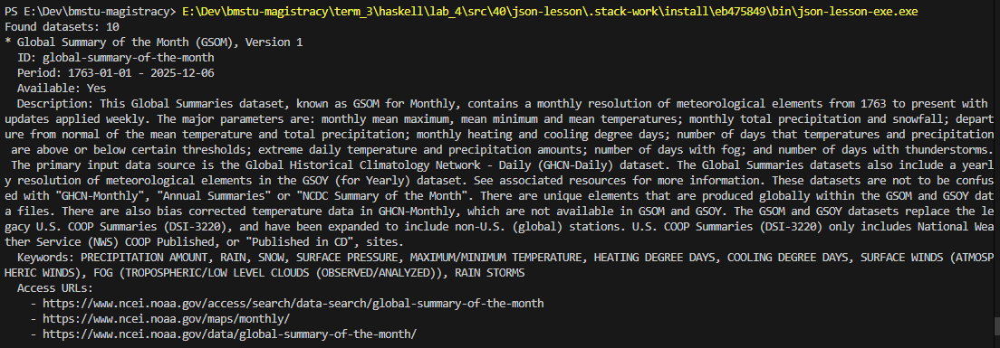 PS E:\Dev\bmstu-magistracy> E:\Dev\bmstu-magistracy\term_3\haskell\lab_4\src\40\json-lesson\.stack-work\install\eb475849\bin\json-lesson-exe.exe
Found datasets: 10
* Global Summary of the Month (GSOM), Version 1
  ID: global-summary-of-the-month
  Period: 1763-01-01 - 2025-12-06
  Available: Yes
  Description: This Global Summaries dataset, known as GSOM for Monthly, contains a monthly resolution of meteorological elements from 1763 to present with
updates applied weekly. The major parameters are: monthly mean maximum, mean minimum and mean temperatures; monthly total precipitation and snowfall; depart
ure from normal of the mean temperature and total precipitation; monthly heating and cooling degree days; number of days that temperatures and precipitation
 are above or below certain thresholds; extreme daily temperature and precipitation amounts; number of days with fog; and number of days with thunderstorms.
 The primary input data source is the Global Historical Climatology Network - Daily (GHCN-Daily) dataset. The Global Summaries datasets also include a yearl
y resolution of meteorological elements in the GSOY (for Yearly) dataset. See associated resources for more information. These datasets are not to be confus
ed with "GHCN-Monthly", "Annual Summaries" or "NCDC Summary of the Month". There are unique elements that are produced globally within the GSOM and GSOY dat
a files. There are also bias corrected temperature data in GHCN-Monthly, which are not available in GSOM and GSOY. The GSOM and GSOY datasets replace the le
gacy U.S. COOP Summaries (DSI-3220), and have been expanded to include non-U.S. (global) stations. U.S. COOP Summaries (DSI-3220) only includes National Wea
ther Service (NWS) COOP Published, or "Published in CD", sites.
  Keywords: PRECIPITATION AMOUNT, RAIN, SNOW, SURFACE PRESSURE, MAXIMUM/MINIMUM TEMPERATURE, HEATING DEGREE DAYS, COOLING DEGREE DAYS, SURFACE WINDS (ATMOSP
HERIC WINDS), FOG (TROPOSPHERIC/LOW LEVEL CLOUDS (OBSERVED/ANALYZED)), RAIN STORMS
  Access URLs:
    - https://www.ncei.noaa.gov/access/search/data-search/global-summary-of-the-month
    - https://www.ncei.noaa.gov/maps/monthly/
    - https://www.ncei.noaa.gov/data/global-summary-of-the-month/